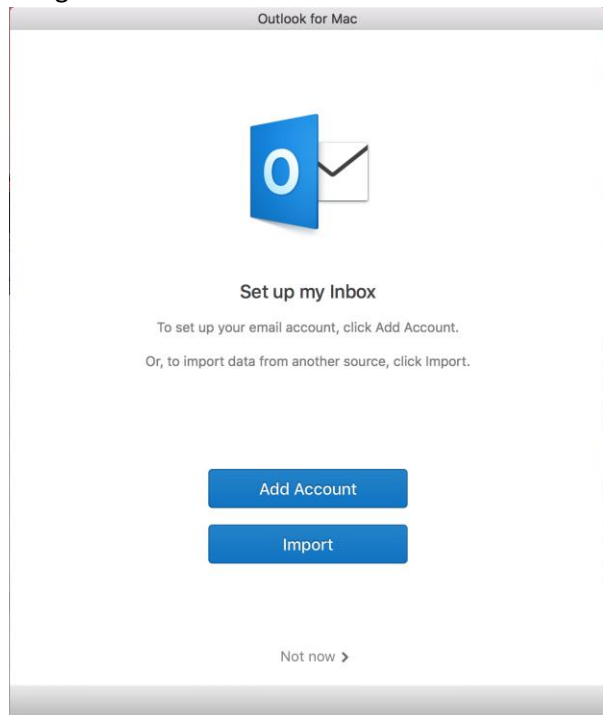 Outlook for Mac
O
Set up my Inbox
To set up your email account, click Add Account.
Or, to import data from another source, click Import.
Add Account
Import
Not now >